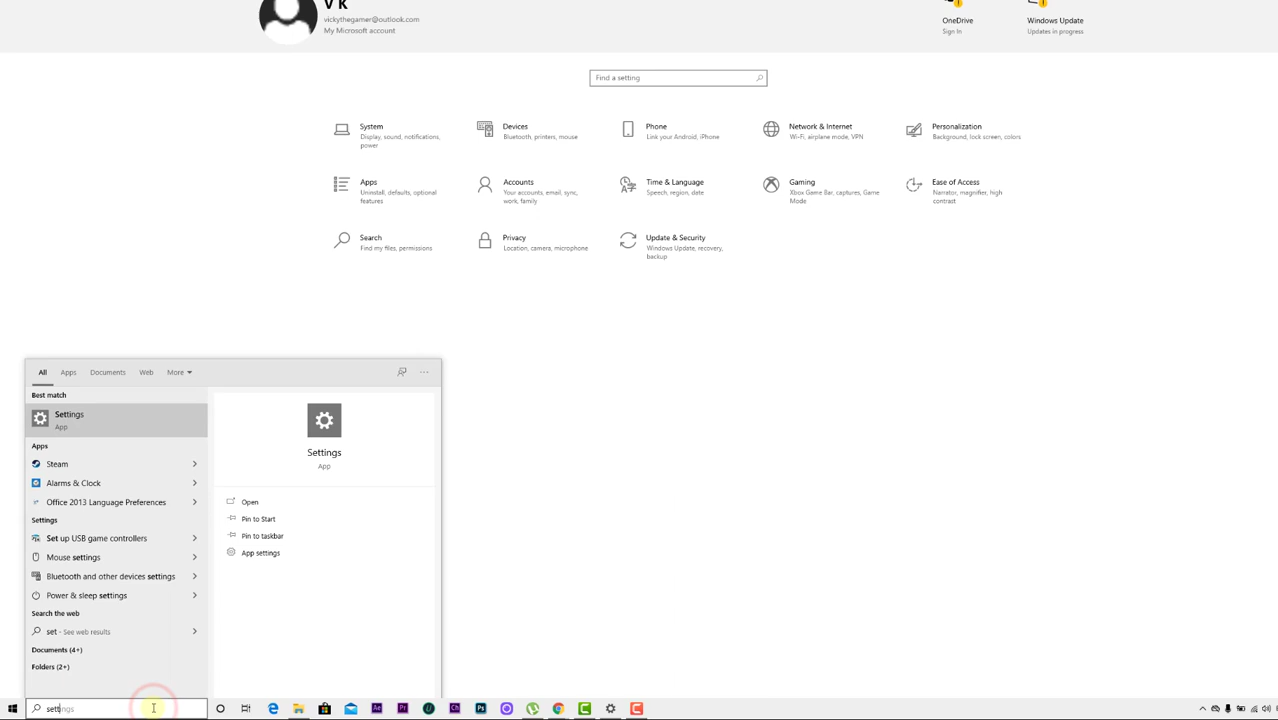 V K
vickythegamer@outlook.com
My Microsoft account
OneDrive
Sign In
Windows Update
Updates in progress
Find a setting
System
Display, sound, notifications,
power
Devices
Bluetooth, printers, mouse
Phone
Link your Android, iPhone
Network & Internet
Wi-Fi, airplane mode, VPN
Personalization
Background, lock screen, colors
Apps
Uninstall, defaults, optional
features
Accounts
Your accounts, email, sync,
work, family
Time & Language
Speech, region, date
Gaming
Xbox Game Bar, captures, Game
Mode
Ease of Access
Narrator, magnifier, high
contrast
Search
Find my files, permissions
Privacy
Location, camera, microphone
Update & Security
Windows Update, recovery,
backup
All Apps Documents Web More
Best match
Settings
App
Apps
Steam
Alarms & Clock
Office 2013 Language Preferences
Settings
Set up USB game controllers
Mouse settings
Bluetooth and other devices settings
Power & sleep settings
Search the web
set - See web results
Documents (4+)
Folders (2+)
Settings
App
Open
Pin to Start
Pin to taskbar
App settings
settings
Ae Pr Ch Ps